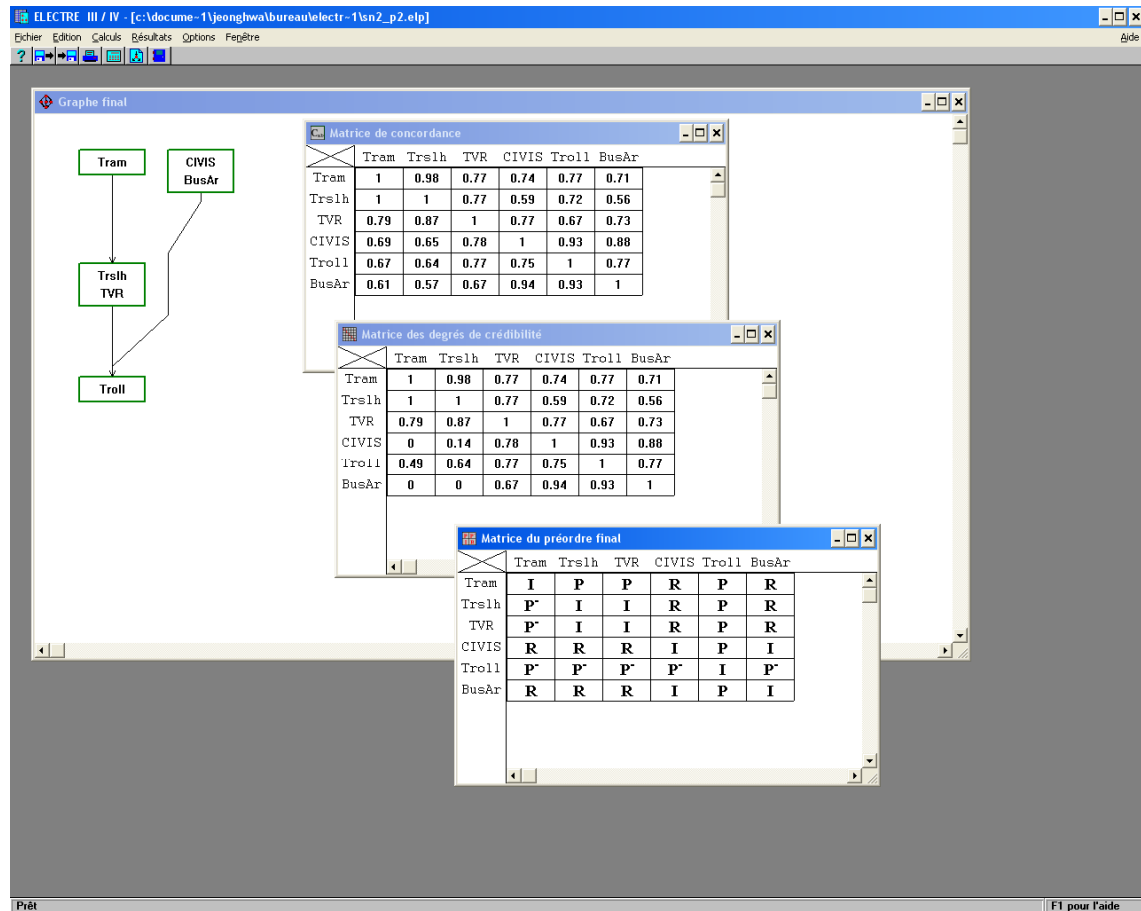 ELECTRE III / IV - [c:\docume~1\jeonghwa\bureau\electr~1\sn2_p2.elp]
Fichier Edition Calculs Résultats Options Fenêtre Aide
?
Graphe final
Tram
CIVIS
BusAr
Trslh
TVR
Troll
Matrice de concordance
Tram Trslh TVR CIVIS Troll BusAr
Tram 1 0.98 0.77 0.74 0.77 0.71
Trslh 1 1 0.77 0.59 0.72 0.56
TVR 0.79 0.87 1 0.77 0.67 0.73
CIVIS 0.69 0.65 0.78 1 0.93 0.88
Troll 0.67 0.64 0.77 0.75 1 0.77
BusAr 0.61 0.57 0.67 0.94 0.93 1
Matrice des degrés de crédibilité
Tram Trslh TVR CIVIS Troll BusAr
Tram 1 0.98 0.77 0.74 0.77 0.71
Trslh 1 1 0.77 0.59 0.72 0.56
TVR 0.79 0.87 1 0.77 0.67 0.73
CIVIS 0 0.14 0.78 1 0.93 0.88
Troll 0.49 0.64 0.77 0.75 1 0.77
BusAr 0 0 0.67 0.94 0.93 1
Matrice du préordre final
Tram Trslh TVR CIVIS Troll BusAr
Tram I P P R P R
Trslh P⁻ I I R P R
TVR P⁻ I I R P R
CIVIS R R R I P I
Troll P⁻ P⁻ P⁻ P⁻ I P⁻
BusAr R R R I P I
Prêt F1 pour l'aide